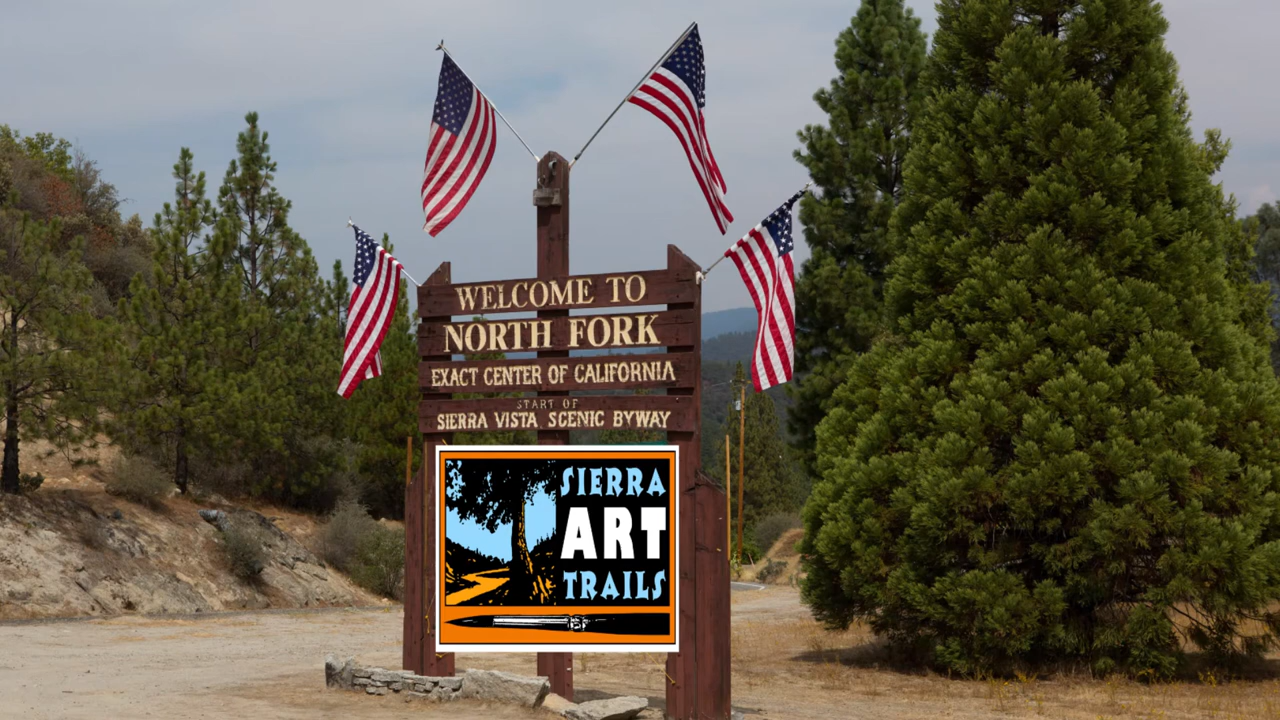 WELCOME TO
NORTH FORK
EXACT CENTER OF CALIFORNIA
START OF
SIERRA VISTA SCENIC BYWAY
SIERRA
ART
TRAILS